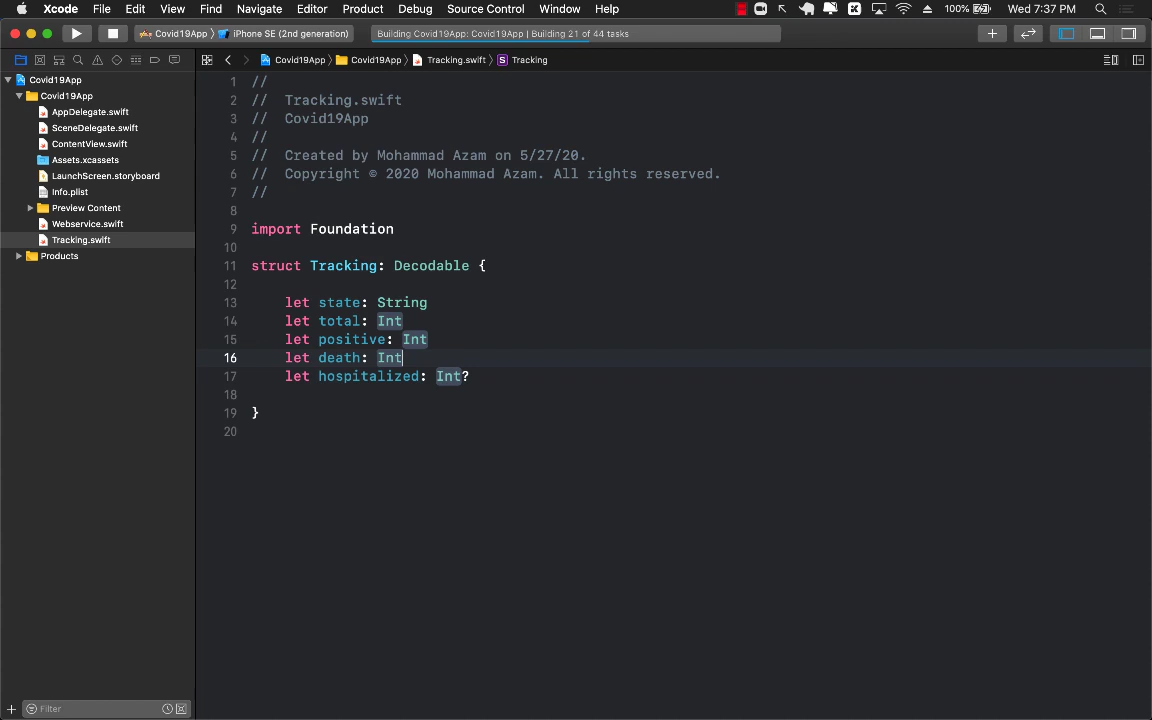 Xcode File Edit View Find Navigate Editor Product Debug Source Control Window Help 100% Wed 7:37 PM
Covid19App iPhone SE (2nd generation) Building Covid19App: Covid19App | Building 21 of 44 tasks
Covid19App Covid19App Tracking.swift S Tracking
Covid19App
Covid19App
AppDelegate.swift
SceneDelegate.swift
ContentView.swift
Assets.xcassets
LaunchScreen.storyboard
Info.plist
Preview Content
Webservice.swift
Tracking.swift
Products
1 //
2 //  Tracking.swift
3 //  Covid19App
4 //
5 //  Created by Mohammad Azam on 5/27/20.
6 //  Copyright © 2020 Mohammad Azam. All rights reserved.
7 //
8
9 import Foundation
10
11 struct Tracking: Decodable {
12
13     let state: String
14     let total: Int
15     let positive: Int
16     let death: Int
17     let hospitalized: Int?
18
19 }
20
Filter